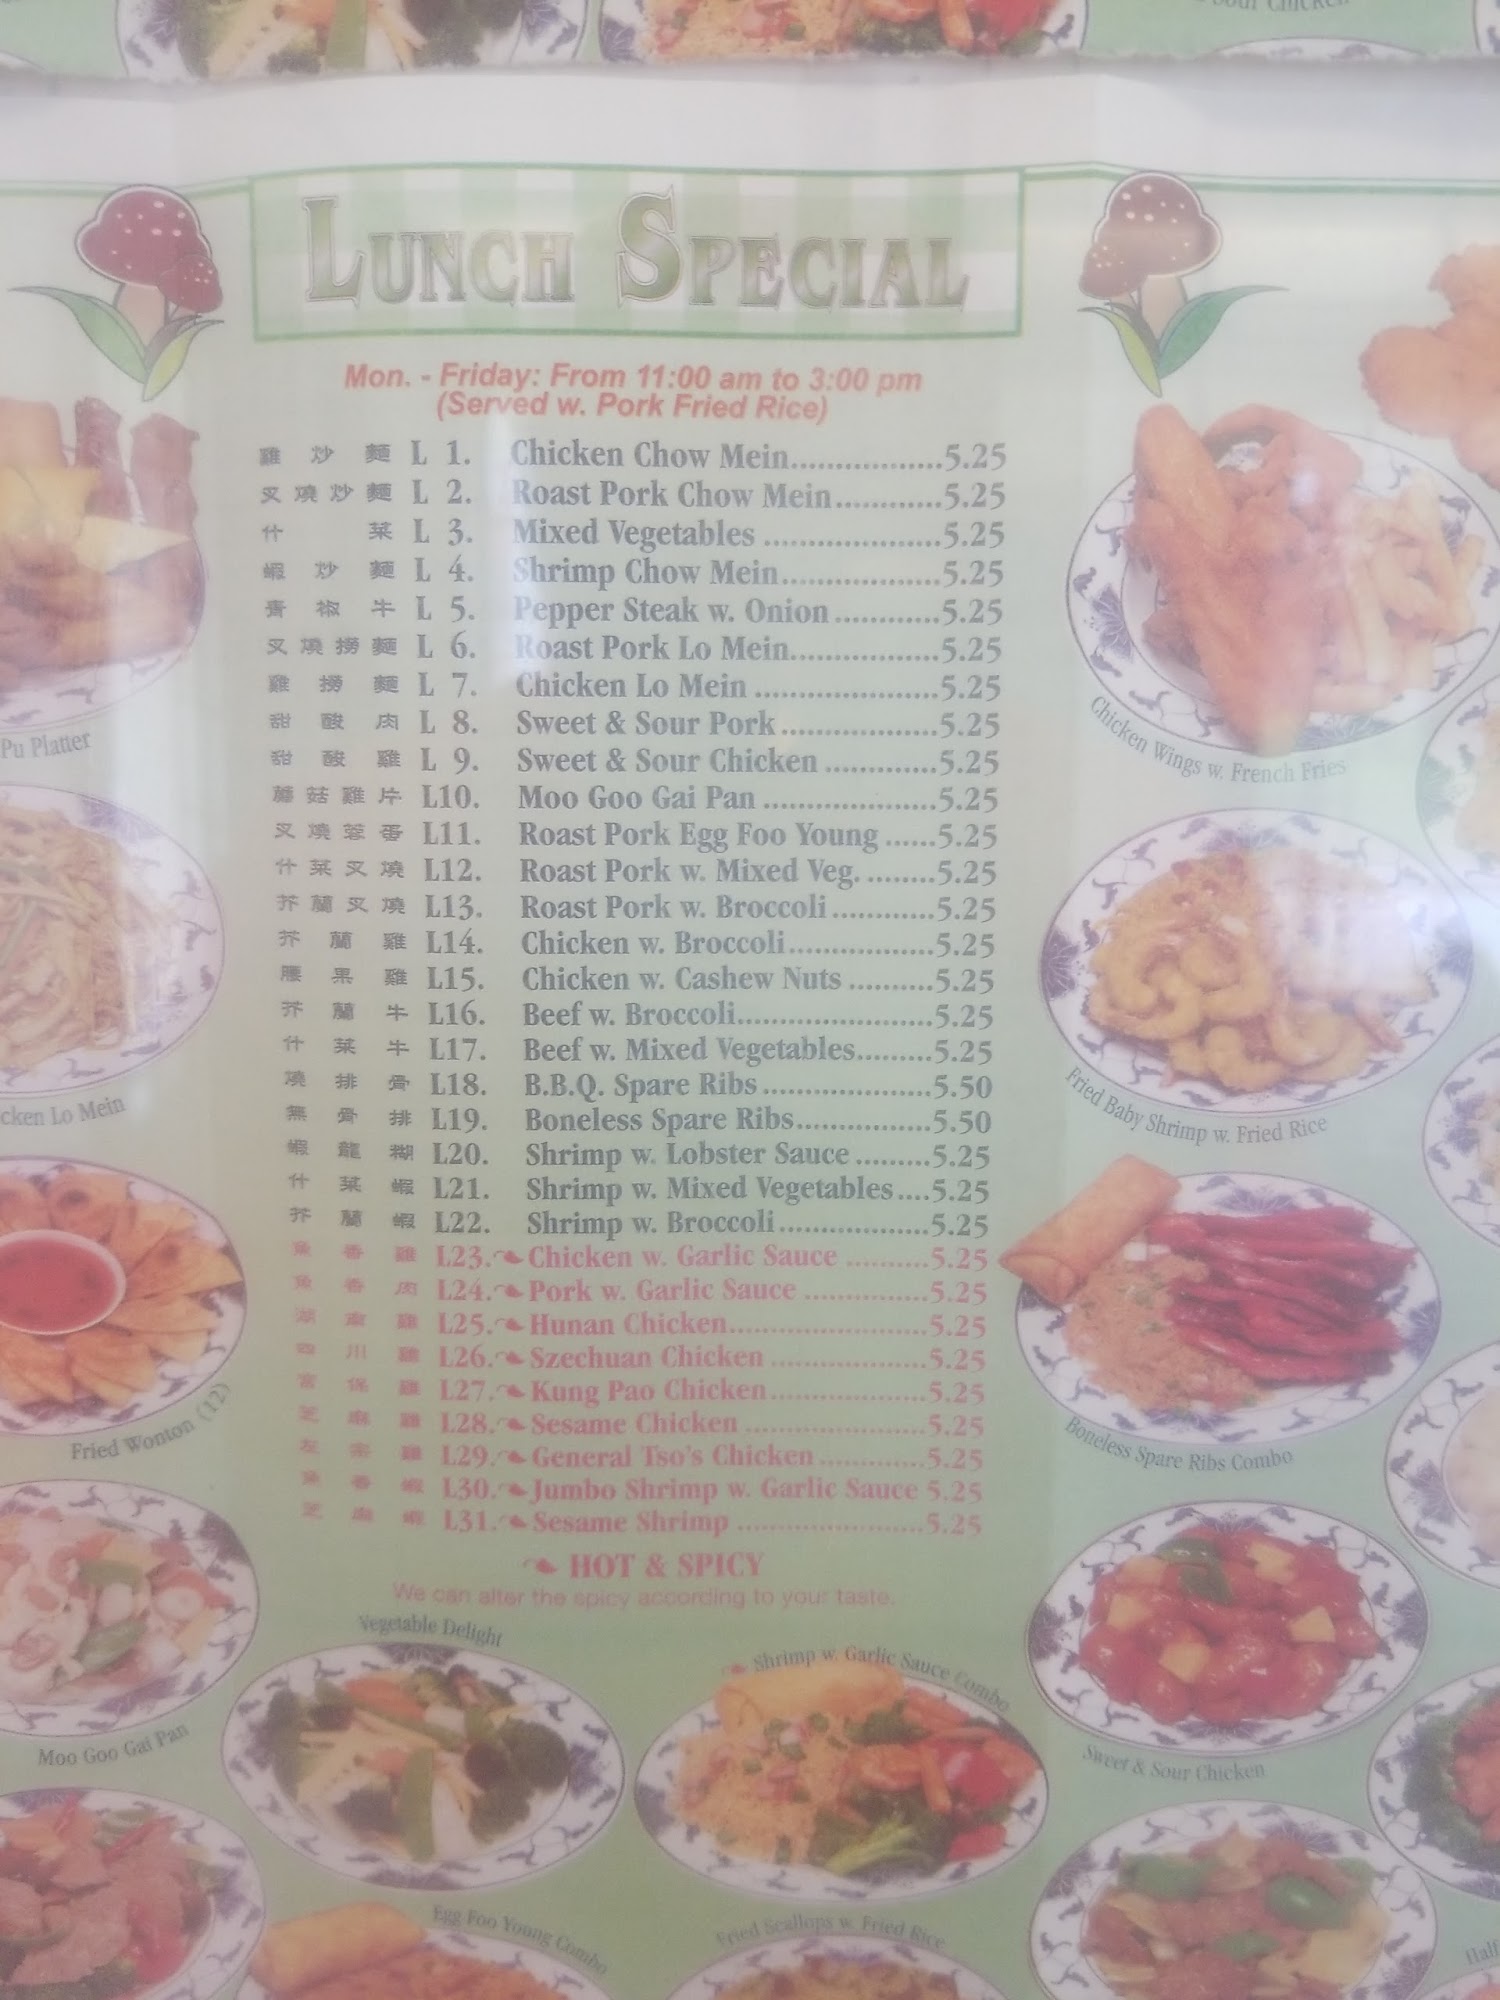 Sour Chicken
LUNCH SPECIAL
Mon. - Friday: From 11:00 am to 3:00 pm
(Served w. Pork Fried Rice)
雞炒麵 L 1. Chicken Chow Mein.................5.25
叉燒炒麵 L 2. Roast Pork Chow Mein............5.25
什菜 L 3. Mixed Vegetables ....................5.25
蝦炒麵 L 4. Shrimp Chow Mein..................5.25
青椒牛 L 5. Pepper Steak w. Onion ............5.25
叉燒撈麵 L 6. Roast Pork Lo Mein.................5.25
雞撈麵 L 7. Chicken Lo Mein .....................5.25
甜酸肉 L 8. Sweet & Sour Pork ..................5.25
甜酸雞 L 9. Sweet & Sour Chicken .............5.25
蘑菇雞片 L10. Moo Goo Gai Pan ....................5.25
叉燒蓉蛋 L11. Roast Pork Egg Foo Young ......5.25
什菜叉燒 L12. Roast Pork w. Mixed Veg. ........5.25
芥蘭叉燒 L13. Roast Pork w. Broccoli ............5.25
芥蘭雞 L14. Chicken w. Broccoli.................5.25
腰果雞 L15. Chicken w. Cashew Nuts ..........5.25
芥蘭牛 L16. Beef w. Broccoli.......................5.25
什菜牛 L17. Beef w. Mixed Vegetables.........5.25
燒排骨 L18. B.B.Q. Spare Ribs ....................5.50
無骨排 L19. Boneless Spare Ribs.................5.50
蝦龍糊 L20. Shrimp w. Lobster Sauce .........5.25
什菜蝦 L21. Shrimp w. Mixed Vegetables....5.25
芥蘭蝦 L22. Shrimp w. Broccoli..................5.25
魚香雞 L23. Chicken w. Garlic Sauce ..........5.25
魚香肉 L24. Pork w. Garlic Sauce ...............5.25
湖南雞 L25. Hunan Chicken........................5.25
四川雞 L26. Szechuan Chicken ...................5.25
宮保雞 L27. Kung Pao Chicken...................5.25
芝麻雞 L28. Sesame Chicken ......................5.25
左宗雞 L29. General Tso's Chicken .............5.25
魚香蝦 L30. Jumbo Shrimp w. Garlic Sauce 5.25
芝麻蝦 L31. Sesame Shrimp .......................5.25
HOT & SPICY
We can alter the spicy according to your taste.
Pu Platter
cken Lo Mein
Fried Wonton (12)
Moo Goo Gai Pan
Chicken Wings w. French Fries
Fried Baby Shrimp w. Fried Rice
Boneless Spare Ribs Combo
Sweet & Sour Chicken
Vegetable Delight
Shrimp w. Garlic Sauce Combo
Egg Foo Young Combo
Fried Scallops w. Fried Rice
Half